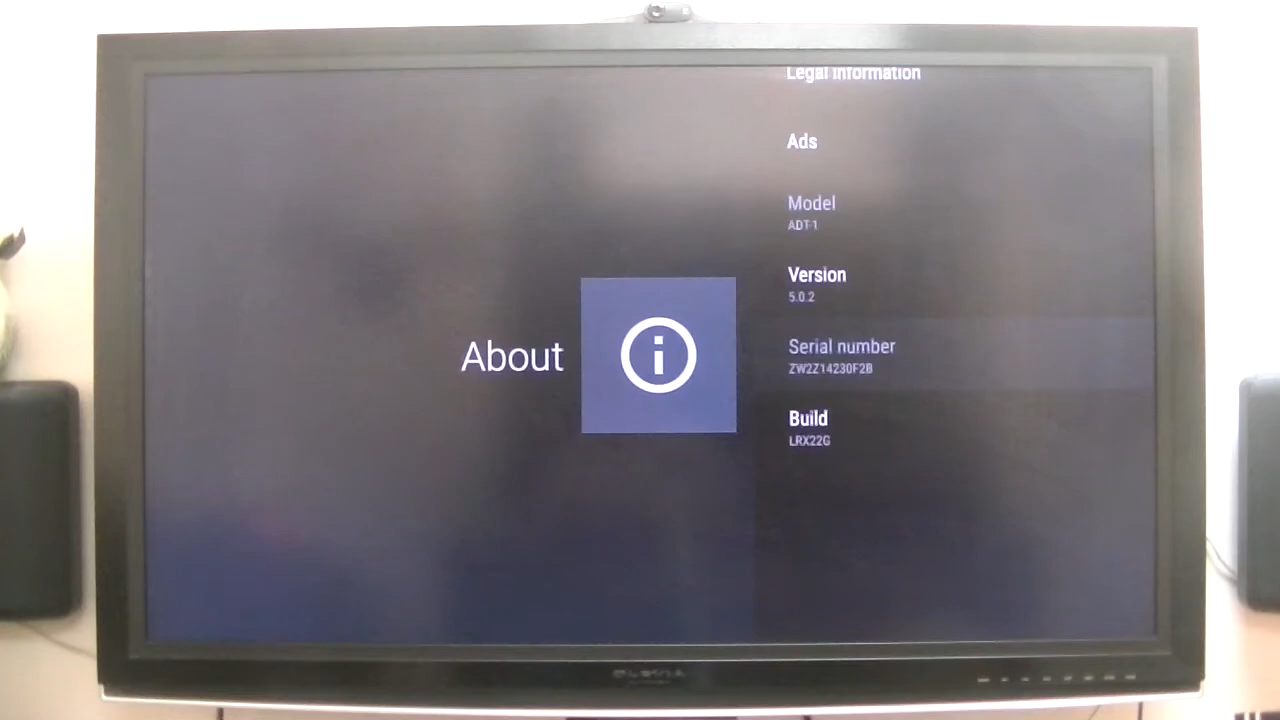 Legal information
Ads
Model
ADT-1
Version
5.0.2
About
Serial number
ZW2Z14230F2B
Build
LRX22G